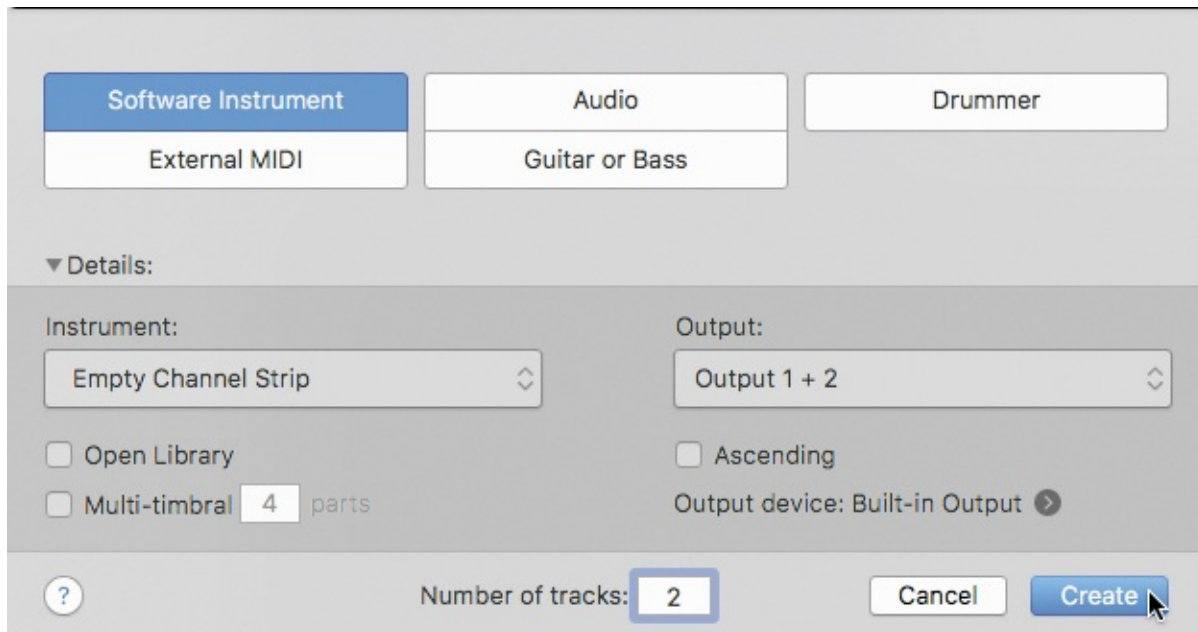 Software Instrument
Audio
Drummer
External MIDI
Guitar or Bass
Details:
Instrument:
Output:
Empty Channel Strip
Output 1 + 2
Open Library
Ascending
Multi-timbral 4 parts
Output device: Built-in Output
?
Number of tracks: 2
Cancel
Create